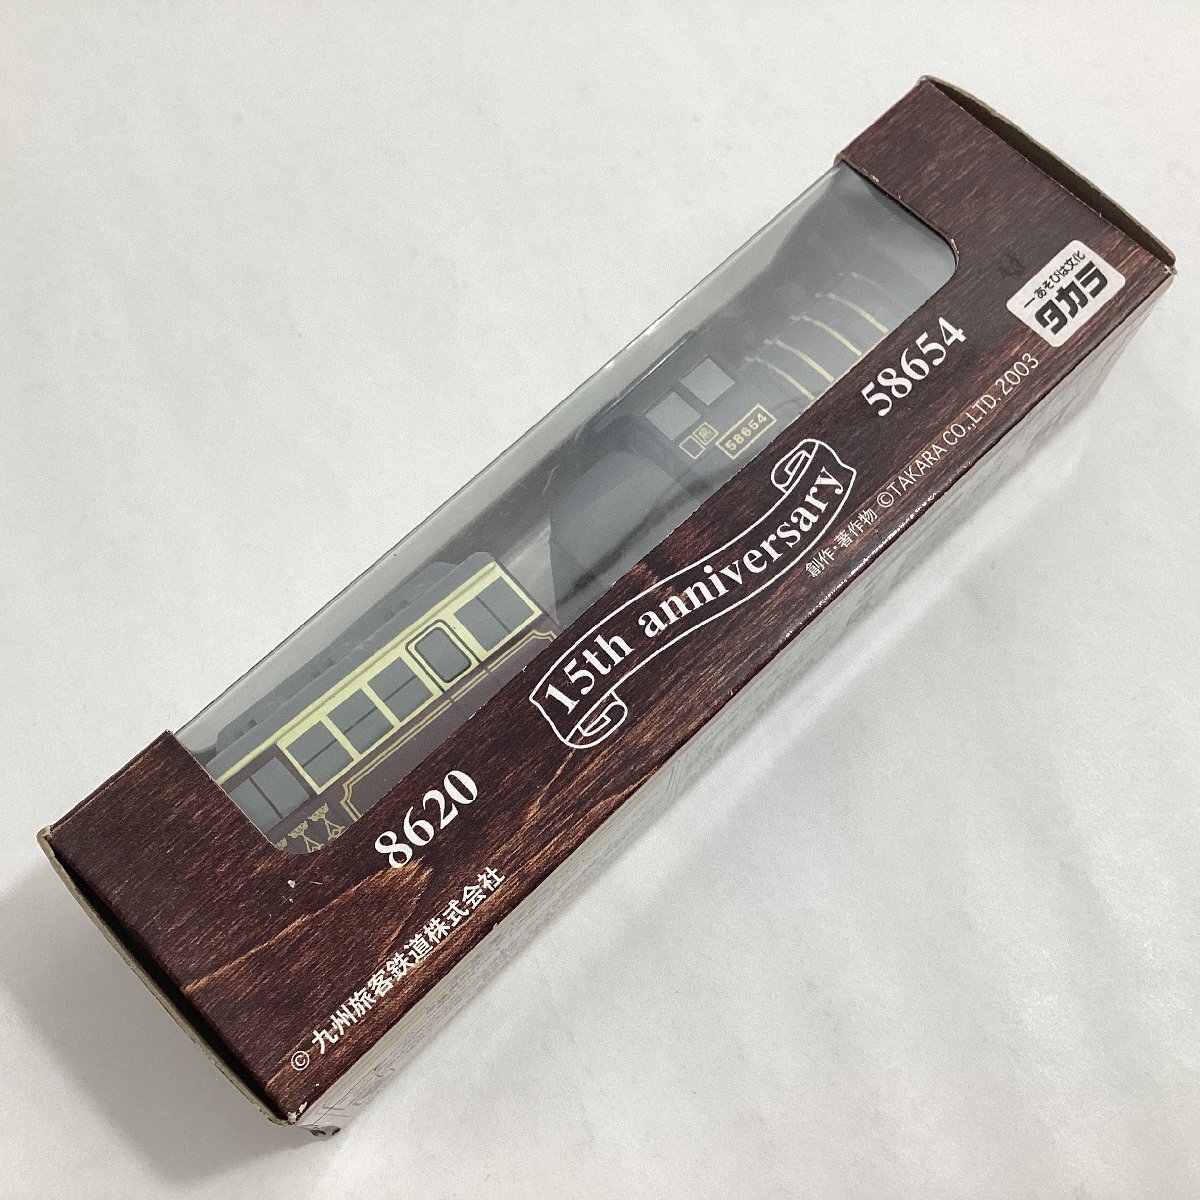 ーあそびは文化
タカラ
58654
創作・著作物 ©TAKARA CO.,LTD. 2003
58654
15th anniversary
8620
© 九州旅客鉄道株式会社